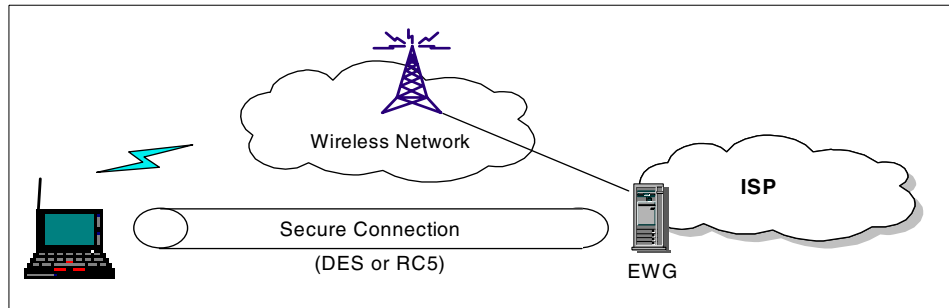 Wireless Network
ISP
Secure Connection
(DES or RC5)
EWG